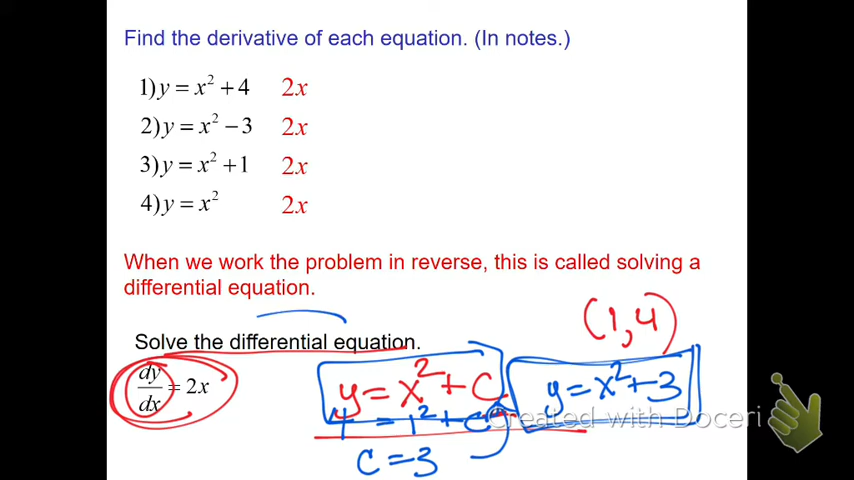 Find the derivative of each equation. (In notes.)
1) y = x² + 4 2x
2) y = x² − 3 2x
3) y = x² + 1 2x
4) y = x² 2x
When we work the problem in reverse, this is called solving a
differential equation.
(1, 4)
Solve the differential equation.
dy/dx = 2x
y = x² + C
y = x² + 3
4 = 1² + C
C = 3
Created with Doceri